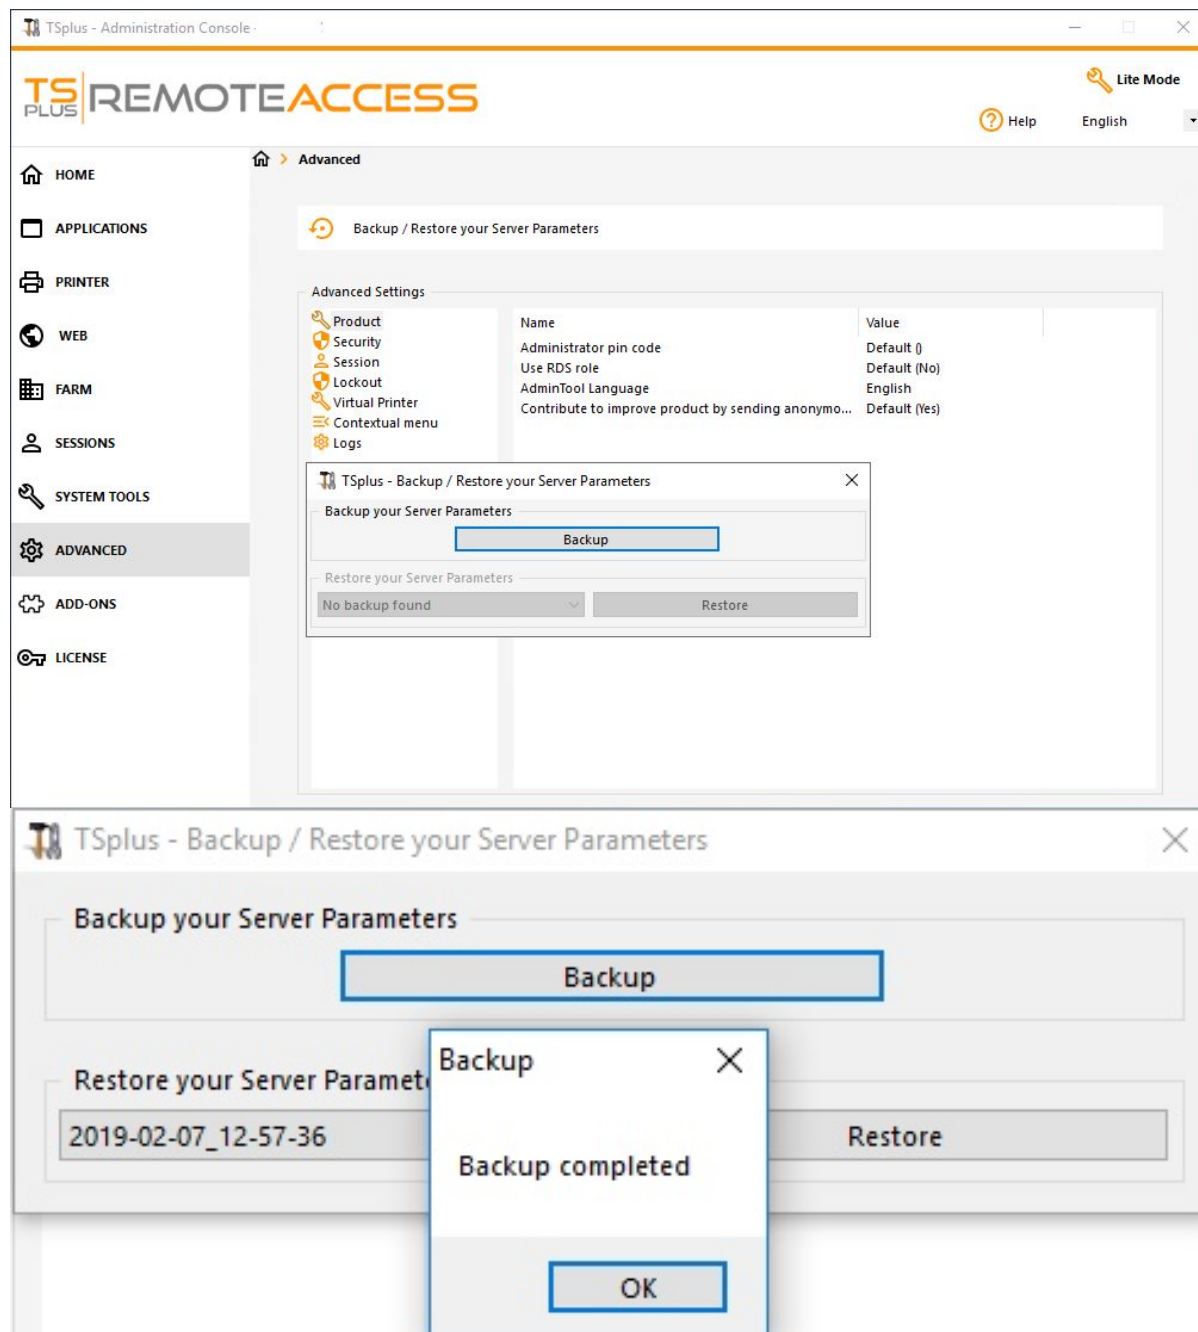 TSplus - Administration Console -
TS PLUS REMOTEACCESS
Lite Mode
Help English
HOME
APPLICATIONS
PRINTER
WEB
FARM
SESSIONS
SYSTEM TOOLS
ADVANCED
ADD-ONS
LICENSE
Advanced
Backup / Restore your Server Parameters
Advanced Settings
Product
Security
Session
Lockout
Virtual Printer
Contextual menu
Logs
Name Value
Administrator pin code Default ()
Use RDS role Default (No)
AdminTool Language English
Contribute to improve product by sending anonymo... Default (Yes)
TSplus - Backup / Restore your Server Parameters
Backup your Server Parameters
Backup
Restore your Server Parameters
No backup found Restore
TSplus - Backup / Restore your Server Parameters
Backup your Server Parameters
Backup
Restore your Server Paramet
2019-02-07_12-57-36 Restore
Backup
Backup completed
OK